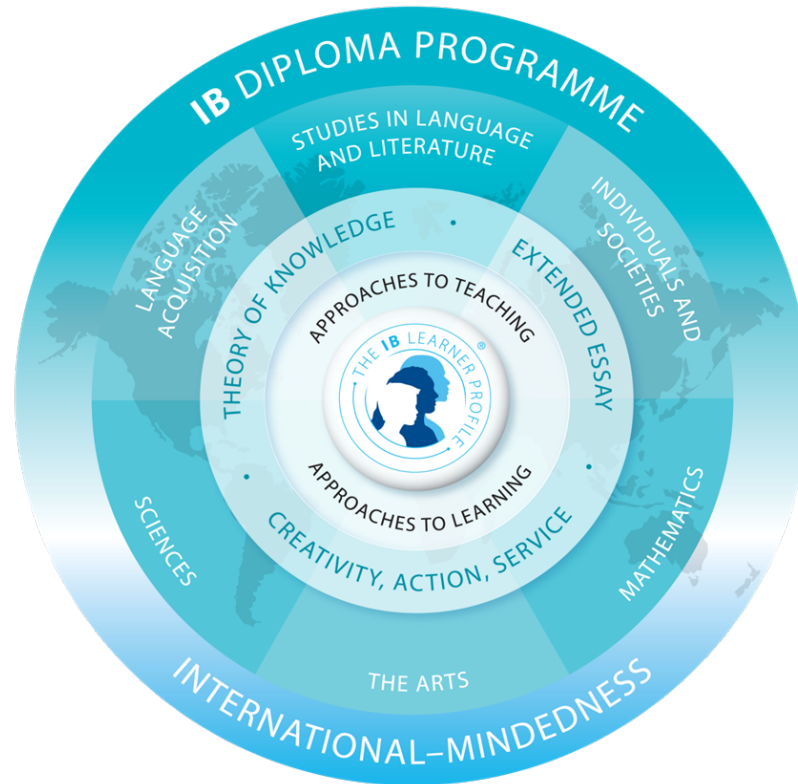 IB DIPLOMA PROGRAMME
STUDIES IN LANGUAGE
AND LITERATURE
LANGUAGE
ACQUISITION
INDIVIDUALS AND
SOCIETIES
THEORY OF KNOWLEDGE
·
EXTENDED ESSAY
APPROACHES TO TEACHING
•THE IB LEARNER PROFILE•
®
APPROACHES TO LEARNING
·
CREATIVITY, ACTION, SERVICE
·
SCIENCES
MATHEMATICS
THE ARTS
INTERNATIONAL–MINDEDNESS